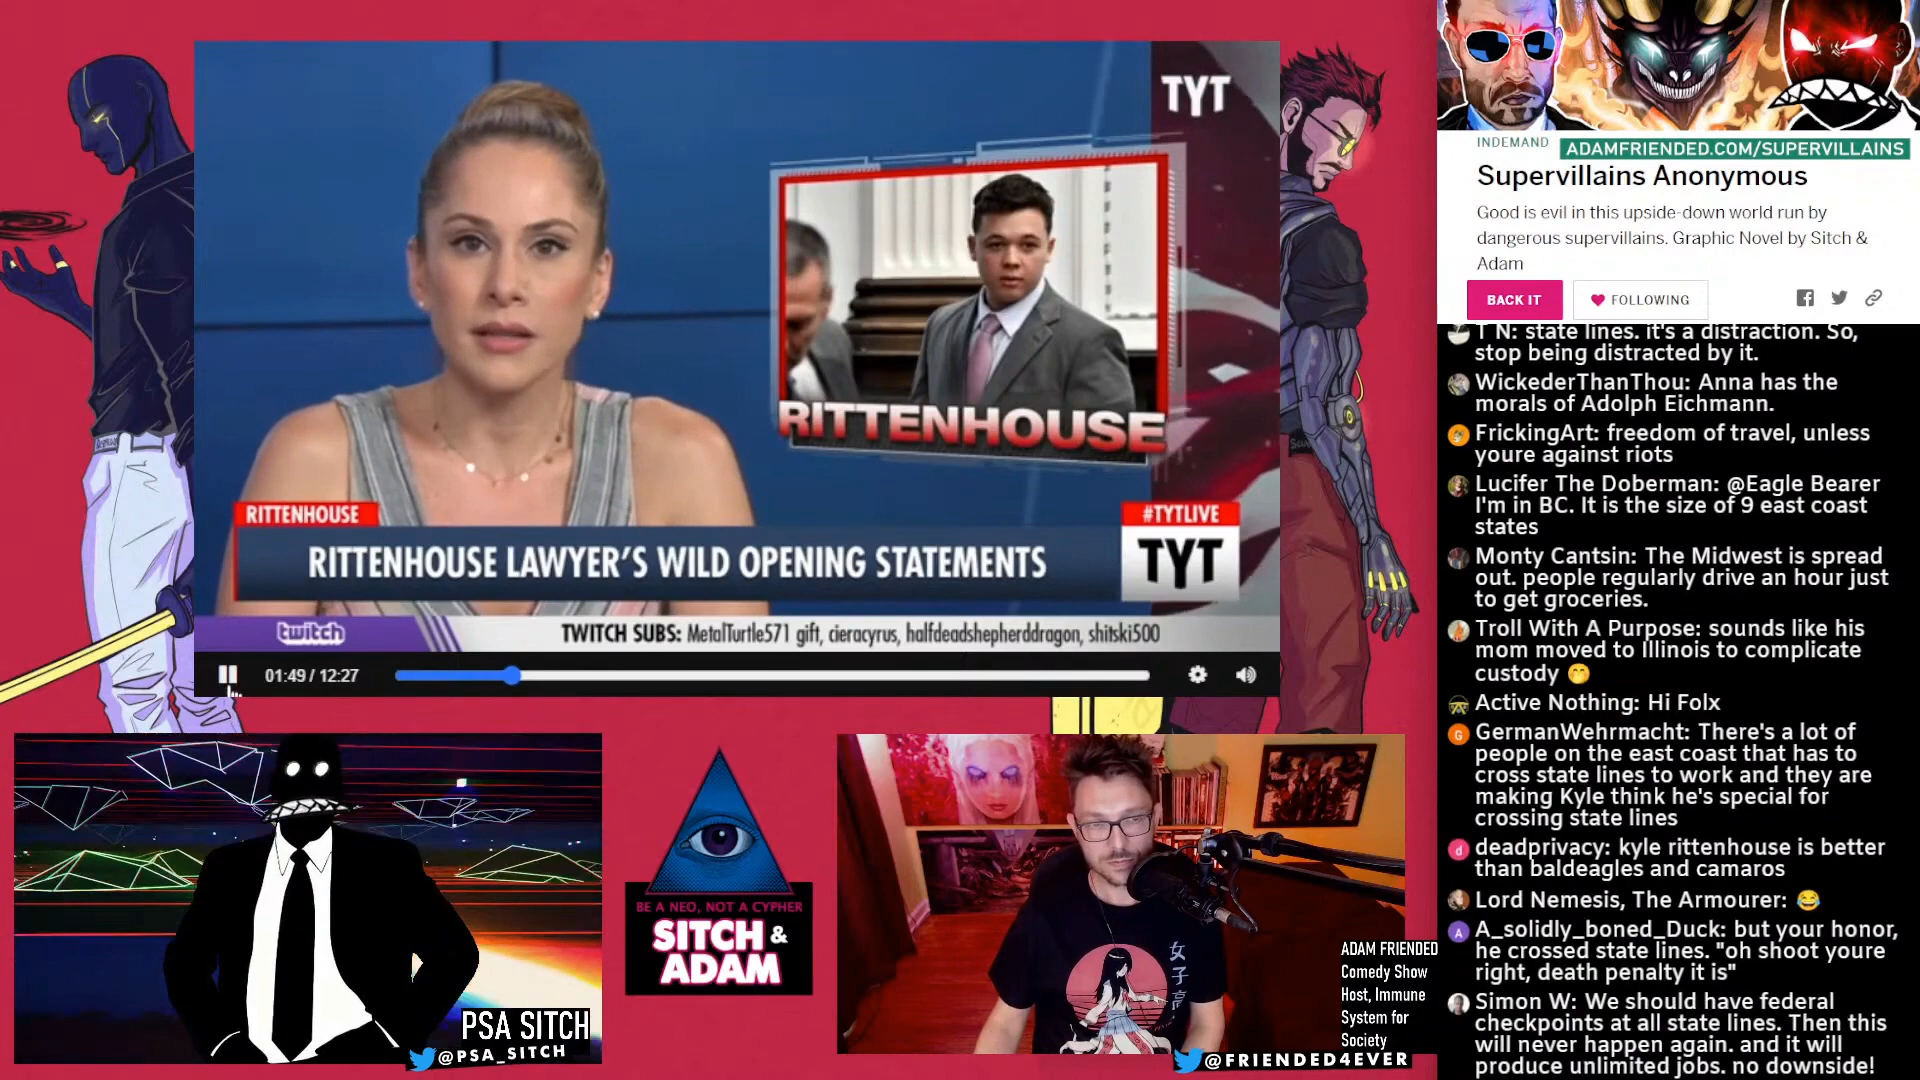 TYT
RITTENHOUSE
RITTENHOUSE
#TYTLIVE
RITTENHOUSE LAWYER'S WILD OPENING STATEMENTS
TYT
twitch
TWITCH SUBS: MetalTurtle571 gift, cieracyrus, halfdeadshepherddragon, shitski500
01:49 / 12:27
PSA SITCH
@PSA_SITCH
BE A NEO, NOT A CYPHER
SITCH &
ADAM
女子高
ADAM FRIENDED
Comedy Show
Host, Immune
System for
Society
@FRIENDED4EVER
INDEMAND
ADAMFRIENDED.COM/SUPERVILLAINS
Supervillains Anonymous
Good is evil in this upside-down world run by
dangerous supervillains. Graphic Novel by Sitch &
Adam
BACK IT
FOLLOWING
T N: state lines. it's a distraction. So,
stop being distracted by it.
WickederThanThou: Anna has the
morals of Adolph Eichmann.
FrickingArt: freedom of travel, unless
youre against riots
Lucifer The Doberman: @Eagle Bearer
I'm in BC. It is the size of 9 east coast
states
Monty Cantsin: The Midwest is spread
out. people regularly drive an hour just
to get groceries.
Troll With A Purpose: sounds like his
mom moved to Illinois to complicate
custody 🤭
Active Nothing: Hi Folx
GermanWehrmacht: There's a lot of
people on the east coast that has to
cross state lines to work and they are
making Kyle think he's special for
crossing state lines
deadprivacy: kyle rittenhouse is better
than baldeagles and camaros
Lord Nemesis, The Armourer: 😂
A_solidly_boned_Duck: but your honor,
he crossed state lines. "oh shoot youre
right, death penalty it is"
Simon W: We should have federal
checkpoints at all state lines. Then this
will never happen again. and it will
produce unlimited jobs. no downside!